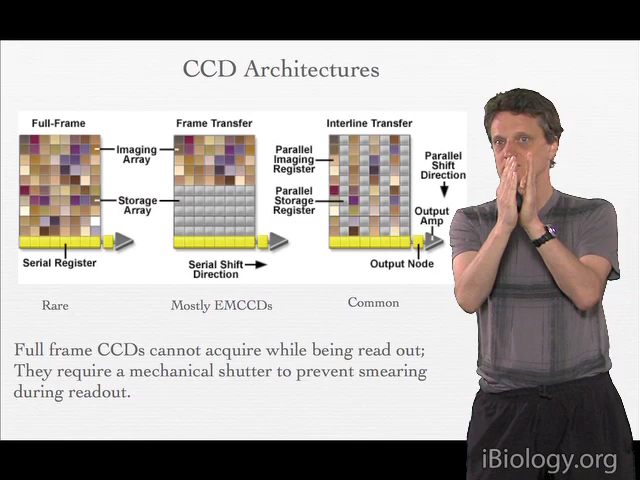 CCD Architectures
Full-Frame
Frame Transfer
Interline Transfer
Imaging
Array
Storage
Array
Parallel
Imaging
Register
Parallel
Storage
Register
Parallel
Shift
Direction
Output
Amp
Serial Register
Serial Shift
Direction
Output Node
Rare
Mostly EMCCDs
Common
Full frame CCDs cannot acquire while being read out;
They require a mechanical shutter to prevent smearing
during readout.
iBiology.org